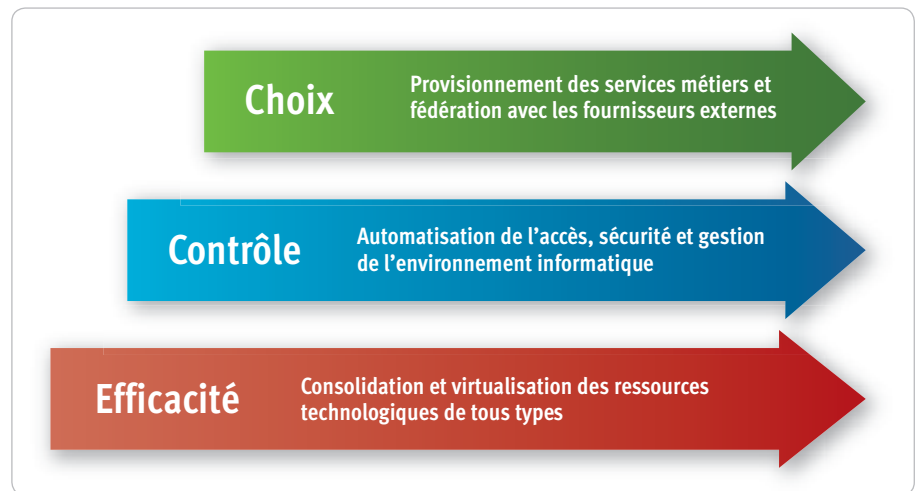 Choix
Provisionnement des services métiers et
fédération avec les fournisseurs externes
Contrôle
Automatisation de l’accès, sécurité et gestion
de l’environnement informatique
Efficacité
Consolidation et virtualisation des ressources
technologiques de tous types